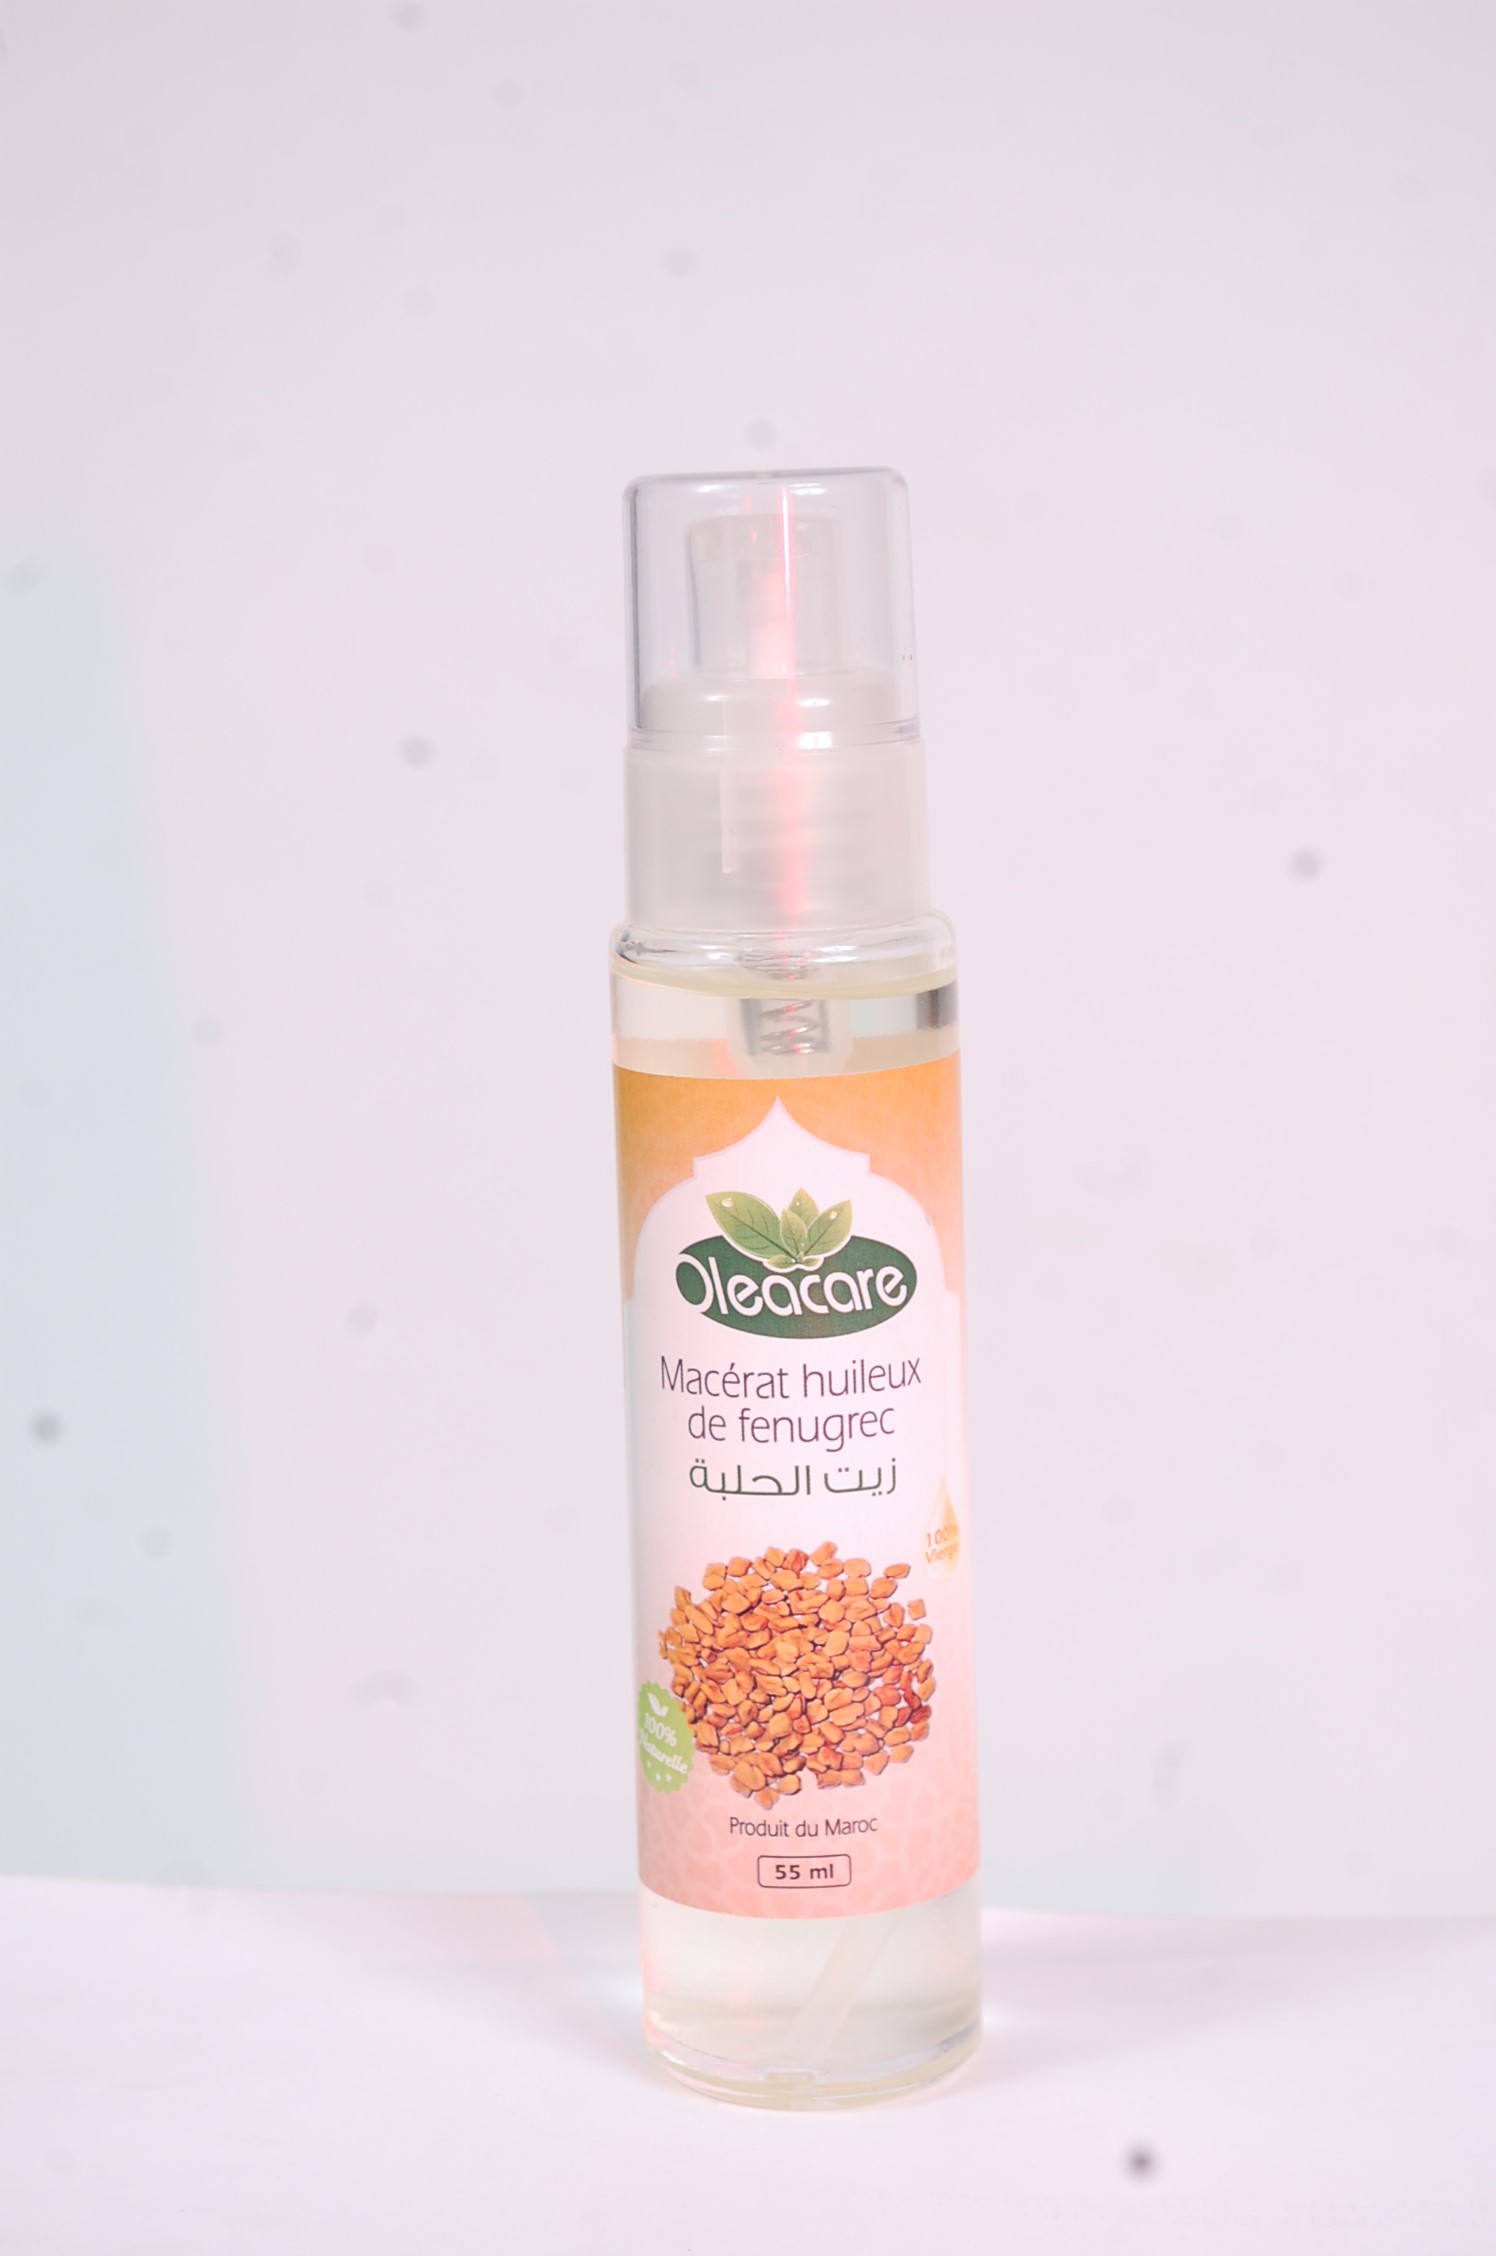 Oleacare
Macérat huileux
de fenugrec
زيت الحلبة
100%
Vierge
100%
Naturelle
Produit du Maroc
55 ml